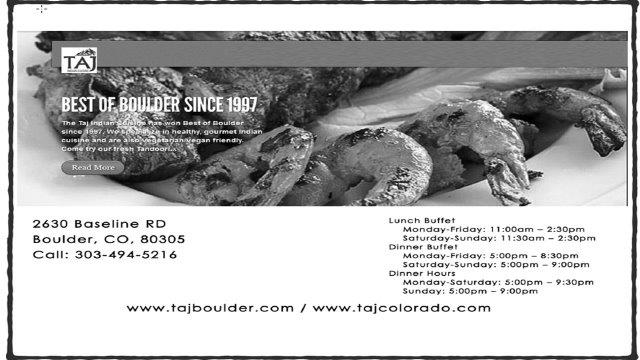 TAJ
BEST OF BOULDER SINCE 1997
The Taj Indian Cuisine has won Best of Boulder
since 1997. We specialize in healthy, gourmet Indian
cuisine and are also vegetarian/vegan friendly.
Come try our fresh Tandoori...
Read More
2630 Baseline RD
Boulder, CO, 80305
Call: 303-494-5216
Lunch Buffet
Monday-Friday: 11:00am – 2:30pm
Saturday-Sunday: 11:30am – 2:30pm
Dinner Buffet
Monday-Friday: 5:00pm – 8:30pm
Saturday-Sunday: 5:00pm – 9:00pm
Dinner Hours
Monday-Saturday: 5:00pm – 9:30pm
Sunday: 5:00pm – 9:00pm
www.tajboulder.com / www.tajcolorado.com